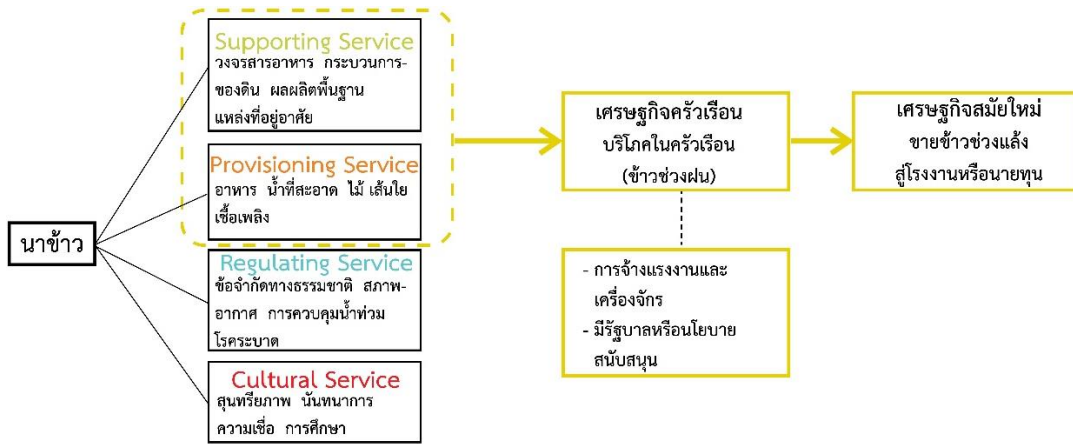 นาข้าว
Supporting Service
วงจรสารอาหาร กระบวนการ-
ของดิน ผลผลิตพื้นฐาน
แหล่งที่อยู่อาศัย
Provisioning Service
อาหาร น้ำที่สะอาด ไม้ เส้นใย
เชื้อเพลิง
Regulating Service
ข้อจำกัดทางธรรมชาติ สภาพ-
อากาศ การควบคุมน้ำท่วม
โรคระบาด
Cultural Service
สุนทรียภาพ นันทนาการ
ความเชื่อ การศึกษา
เศรษฐกิจครัวเรือน
บริโภคในครัวเรือน
(ข้าวช่วงฝน)
- การจ้างแรงงานและ
เครื่องจักร
- มีรัฐบาลหรือนโยบาย
สนับสนุน
เศรษฐกิจสมัยใหม่
ขายข้าวช่วงแล้ง
สู่โรงงานหรือนายทุน